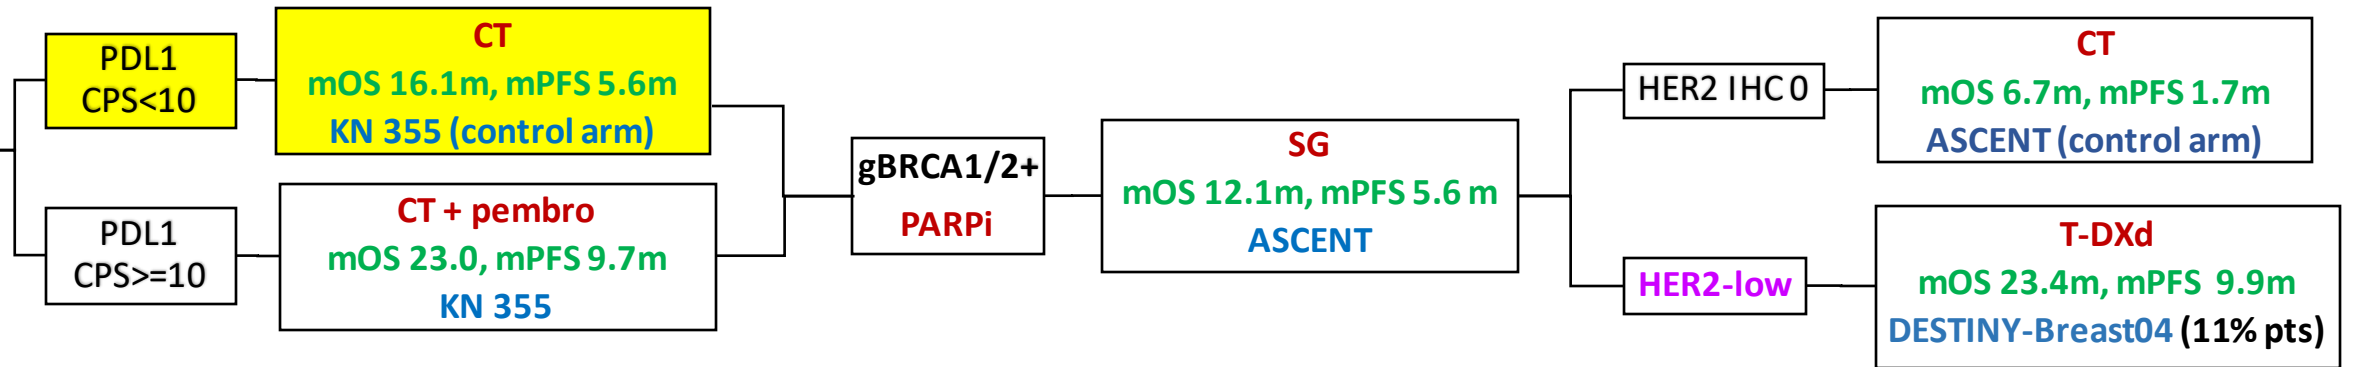 PDL1
CPS<10
CT
mOS 16.1m, mPFS 5.6m
KN 355 (control arm)
PDL1
CPS>=10
CT + pembro
mOS 23.0, mPFS 9.7m
KN 355
gBRCA1/2+
PARPi
SG
mOS 12.1m, mPFS 5.6 m
ASCENT
HER2 IHC 0
CT
mOS 6.7m, mPFS 1.7m
ASCENT (control arm)
HER2-low
T-DXd
mOS 23.4m, mPFS 9.9m
DESTINY-Breast04 (11% pts)